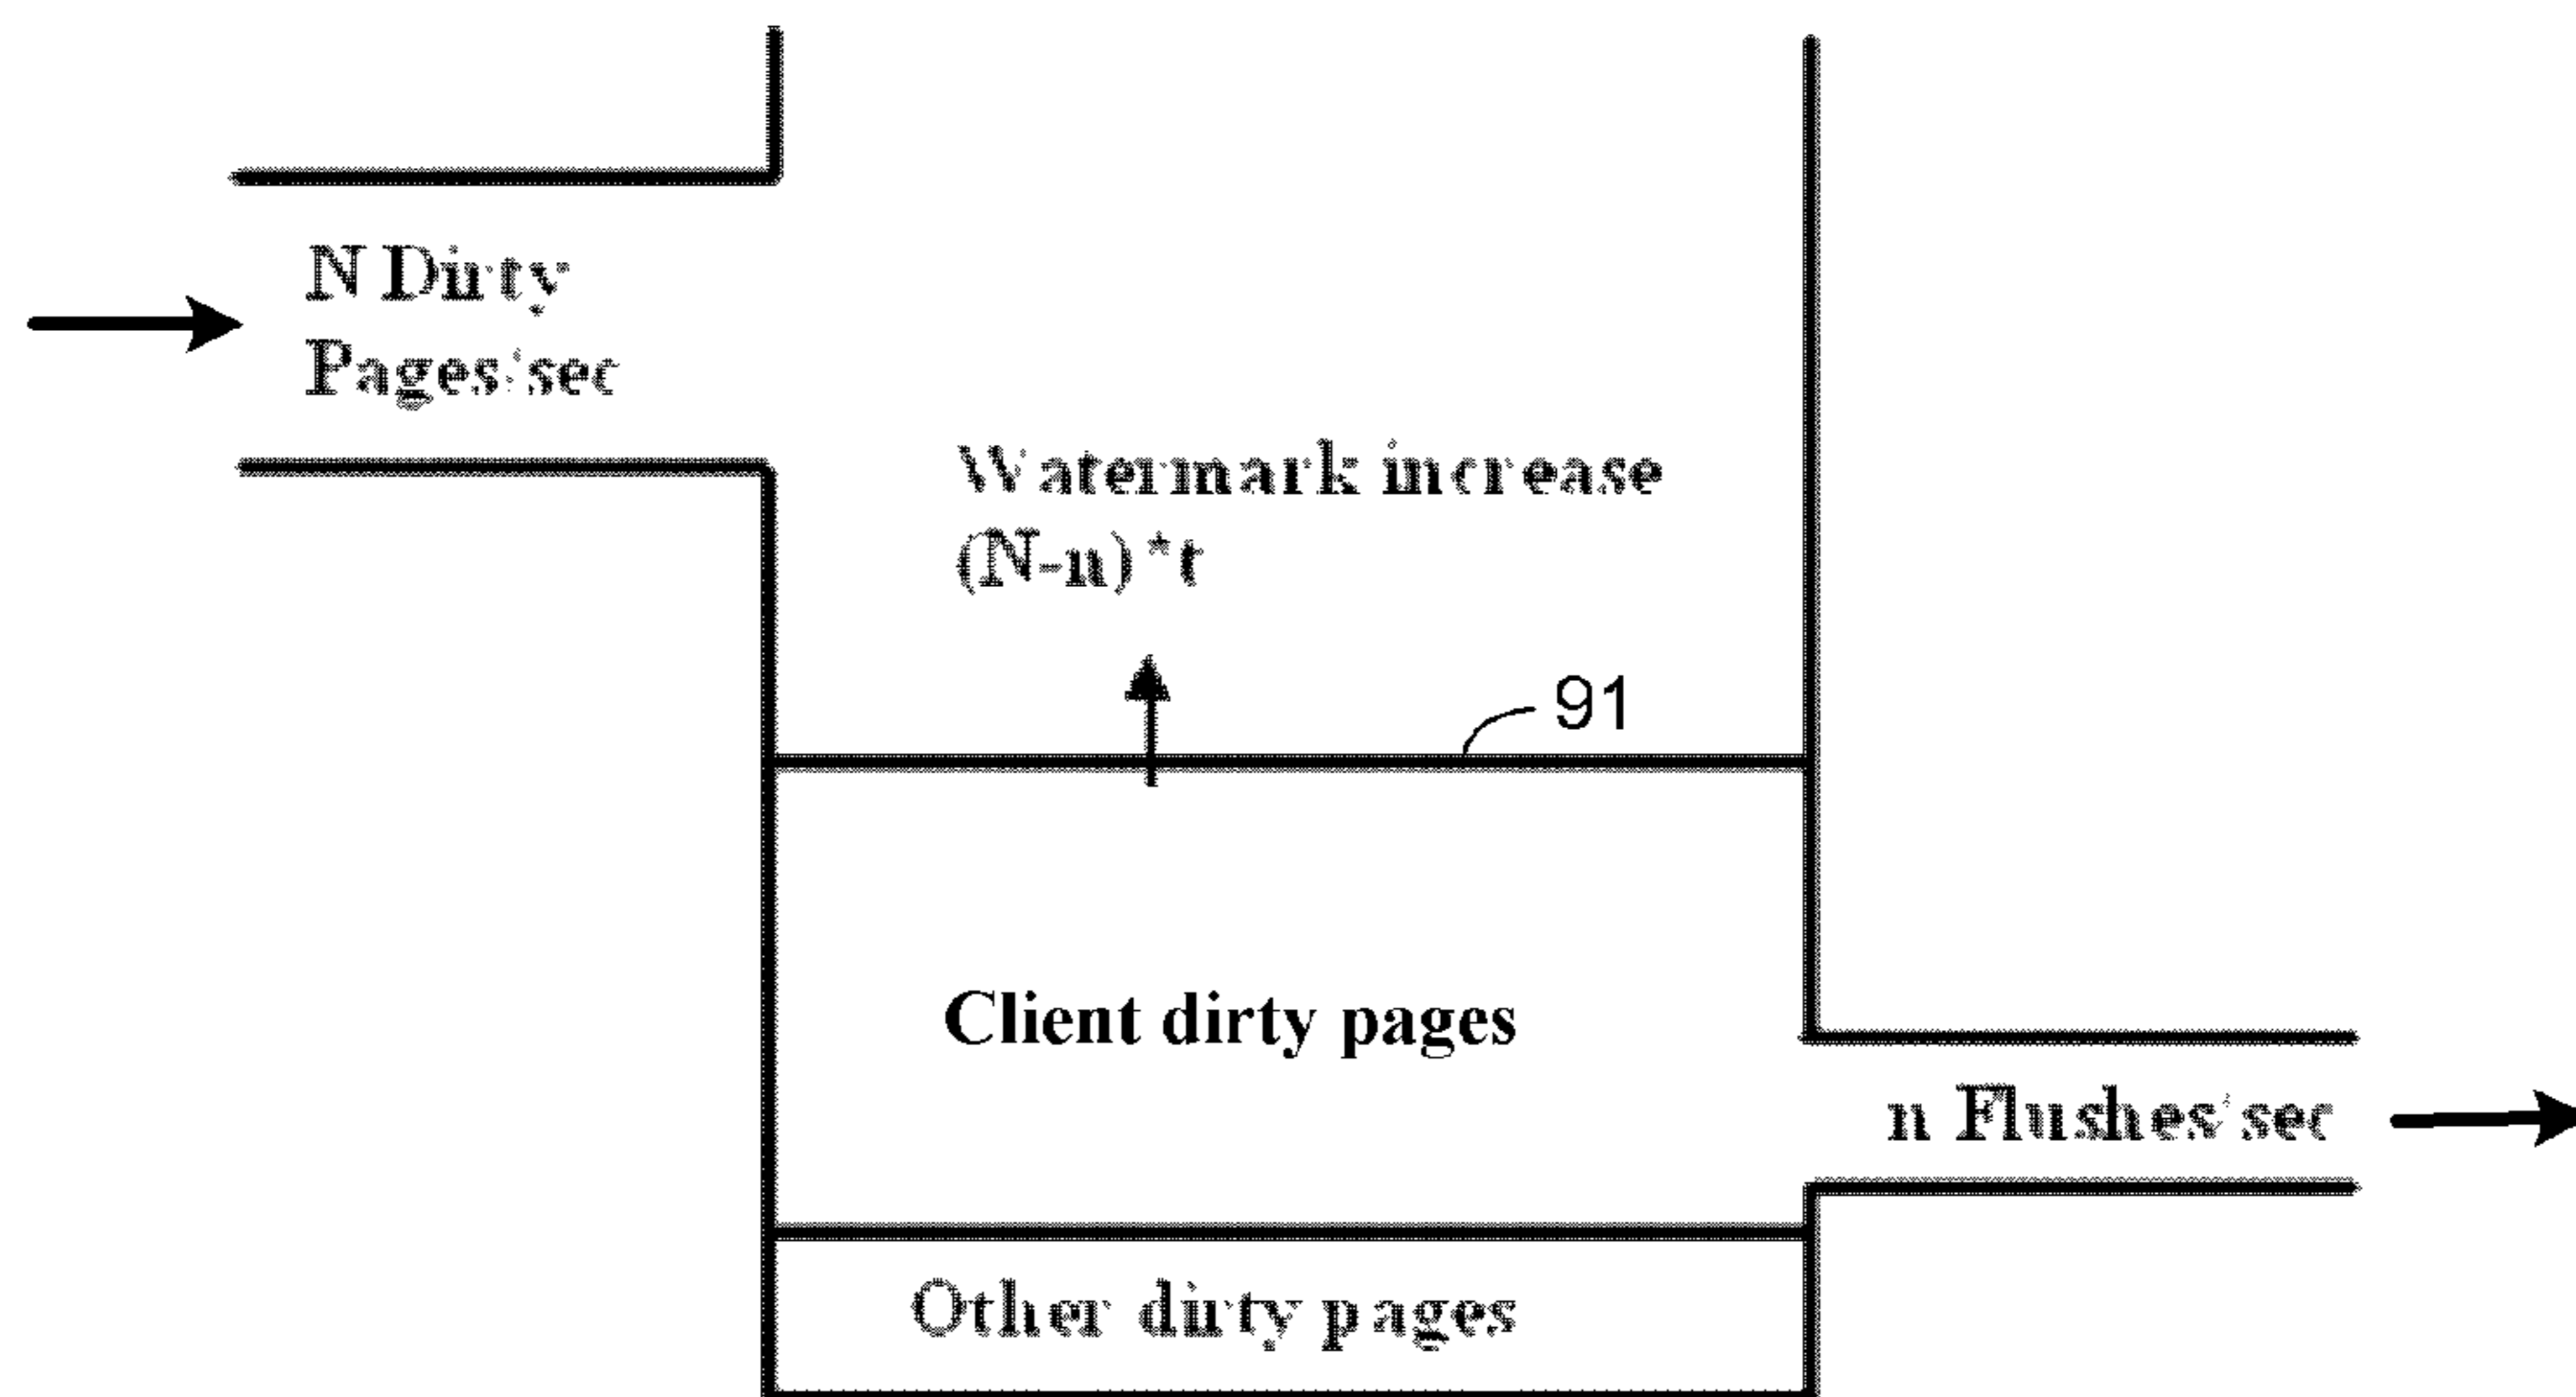 N Dirty
Pages/sec
Watermark increase
(N-n)*t
91
Client dirty pages
n Flushes/sec
Other dirty pages